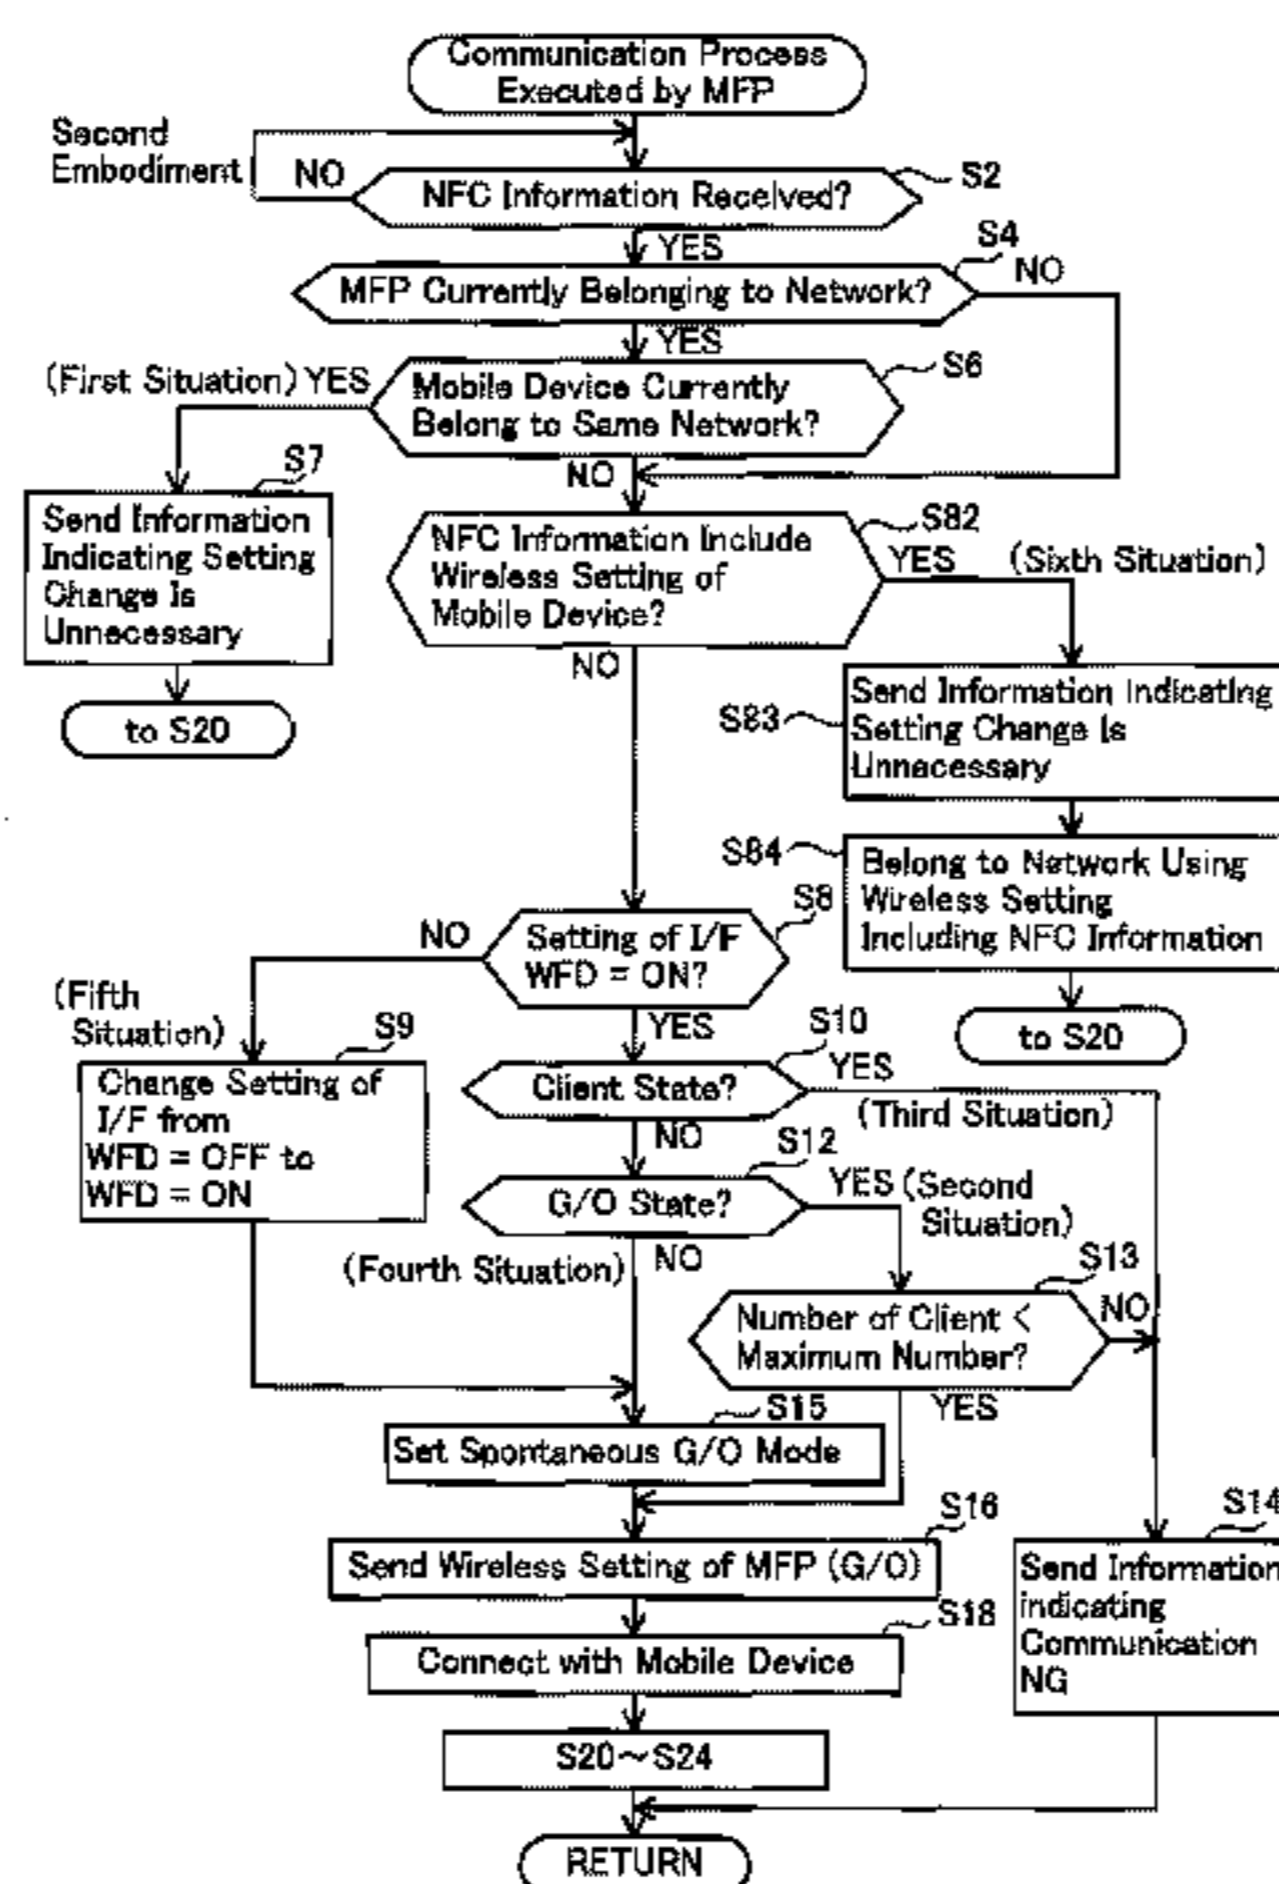 Communication Process
Executed by MFP
Second
Embodiment
NO
NFC Information Received?
S2
YES
S4
MFP Currently Belonging to Network?
NO
YES
(First Situation) YES
Mobile Device Currently
Belong to Same Network?
S6
NO
S7
Send Information
Indicating Setting
Change Is
Unnecessary
to S20
NFC Information Include
Wireless Setting of
Mobile Device?
S82
YES
(Sixth Situation)
NO
S83
Send Information Indicating
Setting Change Is
Unnecessary
S84
Belong to Network Using
Wireless Setting
Including NFC Information
to S20
S8
NO
Setting of I/F
WFD = ON?
(Fifth
Situation)
YES
S9
Change Setting of
I/F from
WFD = OFF to
WFD = ON
S10
Client State?
YES
(Third Situation)
NO
S12
G/O State?
YES (Second
Situation)
(Fourth Situation)
NO
S13
Number of Client <
Maximum Number?
NO
YES
S15
Set Spontaneous G/O Mode
S16
Send Wireless Setting of MFP (G/O)
S14
Send Information
indicating
Communication
NG
S18
Connect with Mobile Device
S20~S24
RETURN